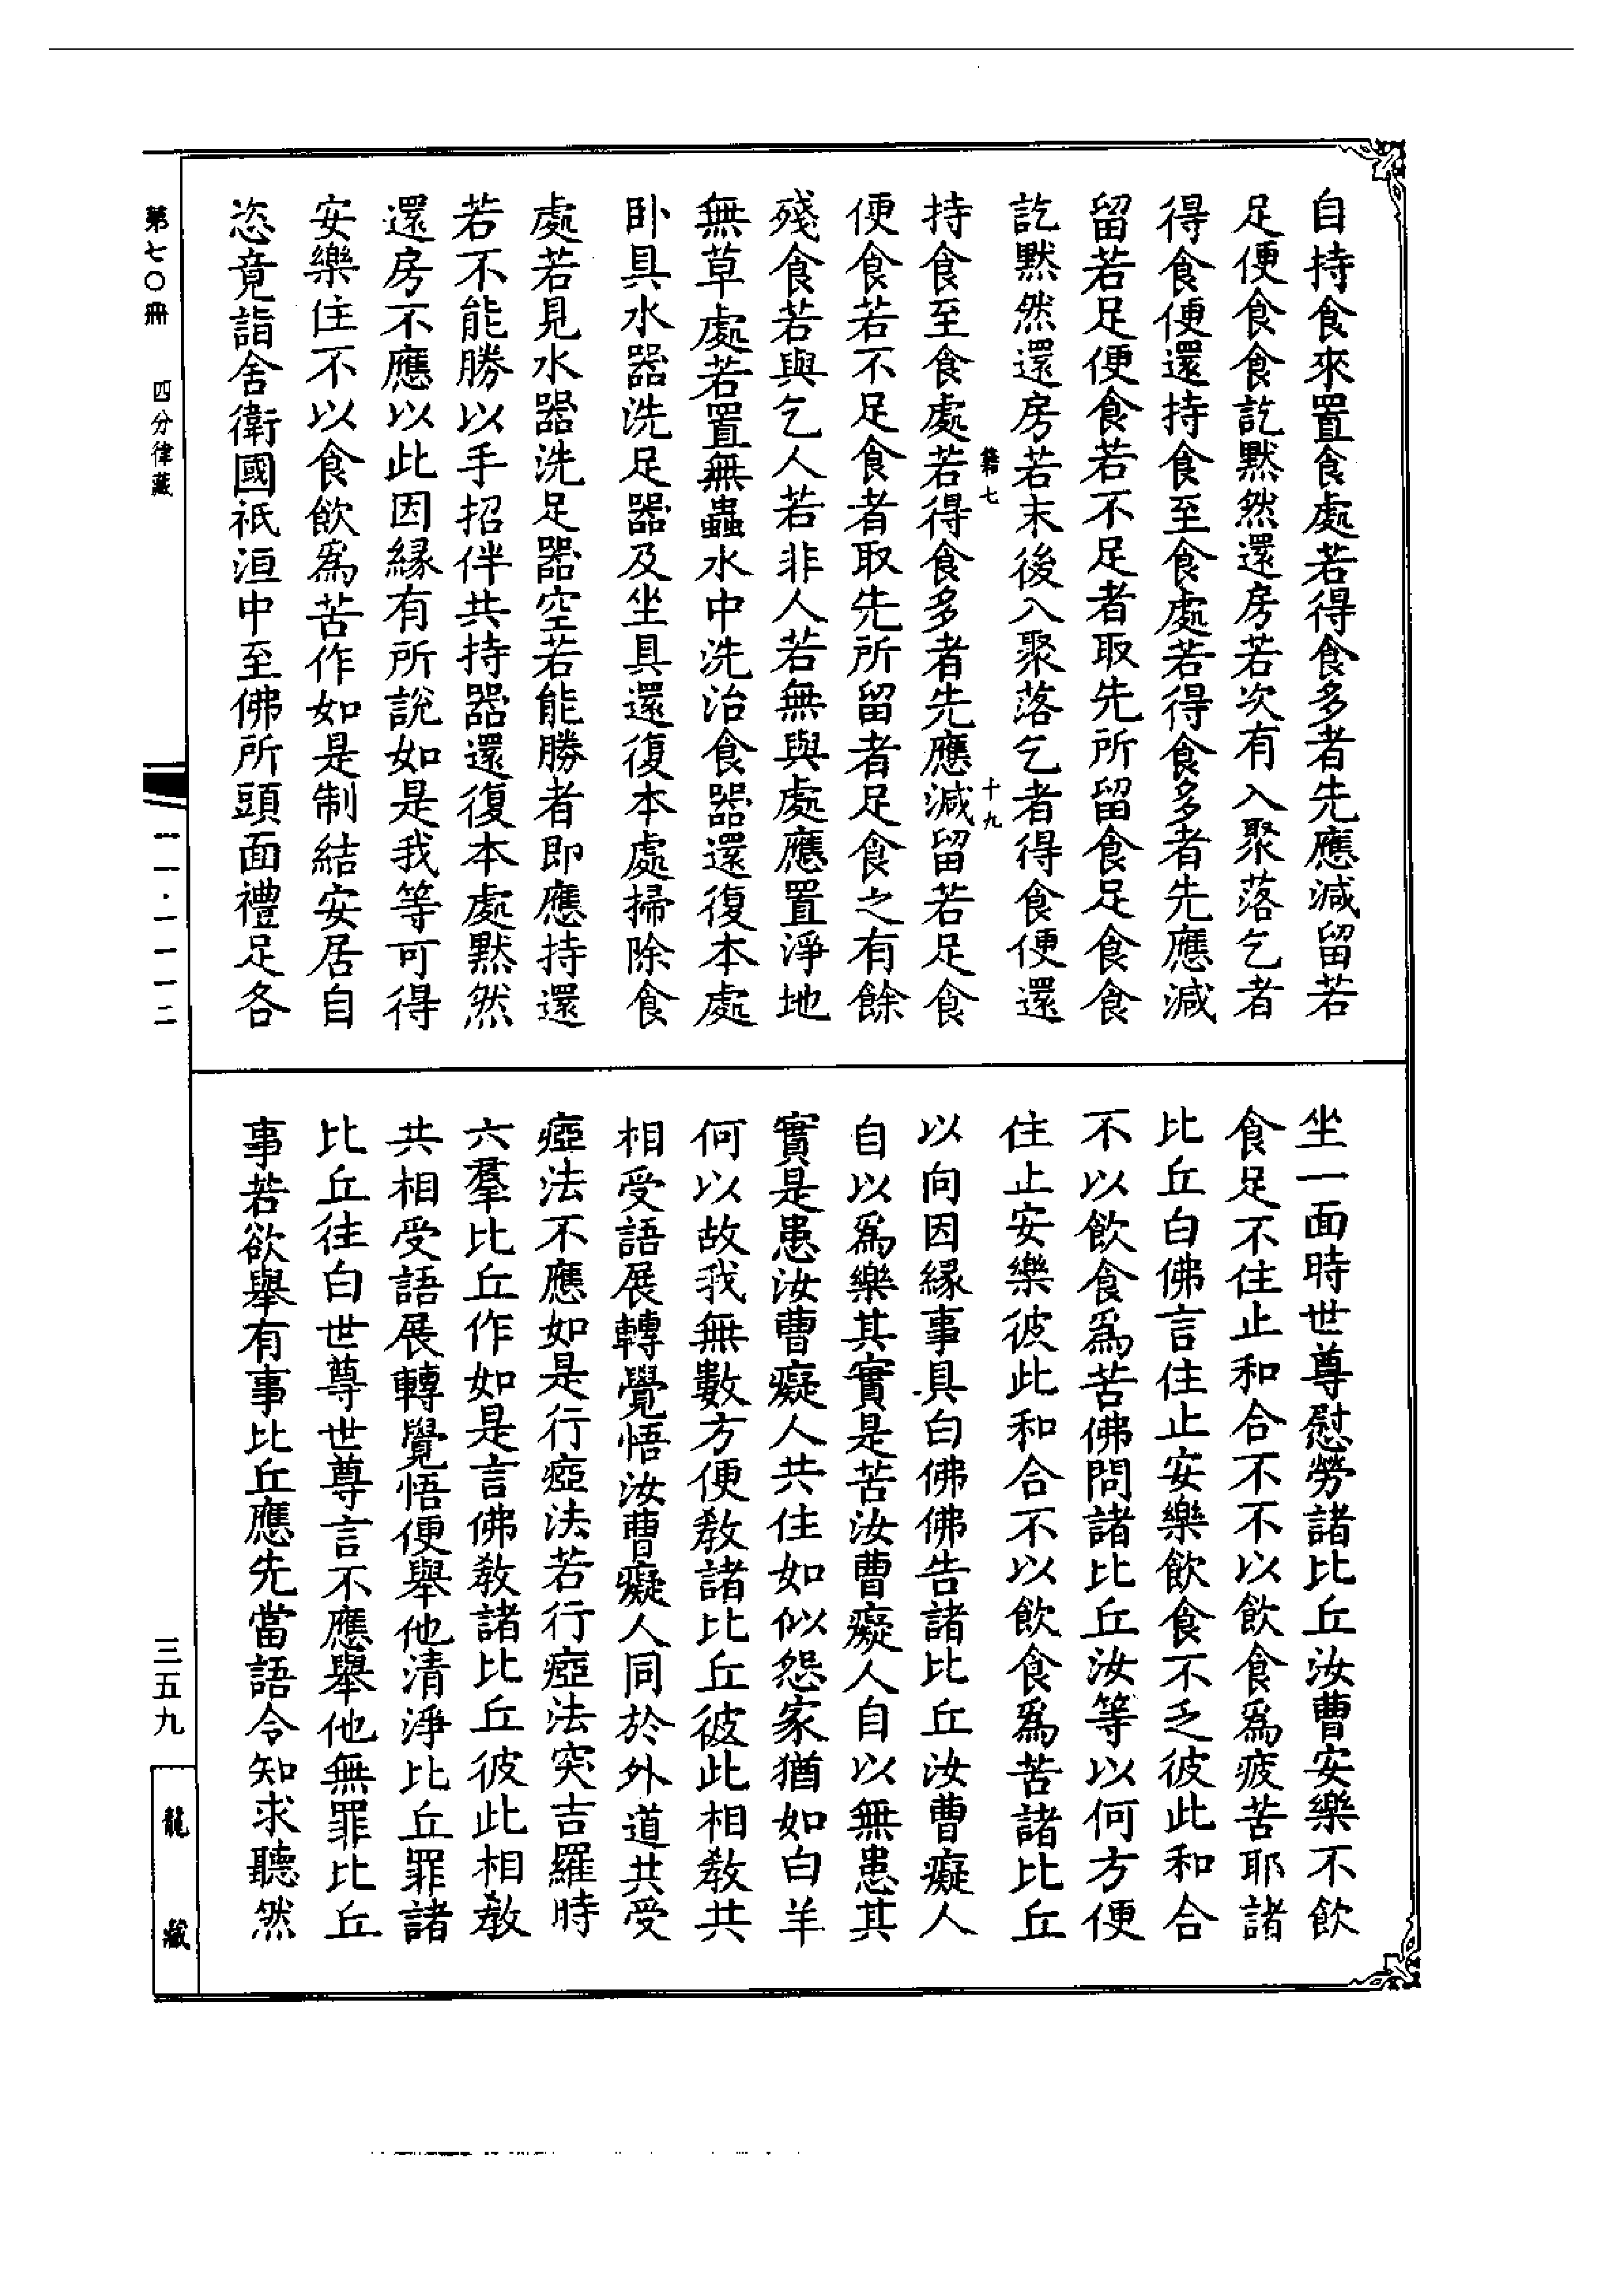 自持食來置食處若得食多者先應減留若
足便食食訖默然還房若次有入聚落乞者
得食便還持食至食處若得食多者先應減
留若足便食若不足者取先所留食足食食
訖默然還房若末後入聚落乞者得食便還
持食至食處若得食多者先應減留若足食
便食若不足食者取先所留者足食之有餘
殘食若與乞人若非人若無與處應置淨地
無草處若置無蟲水中洗治食器還復本處
卧具水器洗足器及坐具還復本處掃除食
處若見水器洗足器空若能勝者即應持還
若不能勝以手招伴共持器還復本處默然
還房不應以此因緣有所說如是我等可得
安樂住不以食飲爲苦作如是制結安居自
恣竟詣舍衛國祇洹中至佛所頭面禮足各
七
十九
坐一面時世尊慰勞諸比丘汝曹安樂不飲
食足不住止和合不不以飲食爲疲苦耶諸
比丘白佛言住止安樂飲食不乏彼此和合
不以飲食爲苦佛問諸比丘汝等以何方便
住止安樂彼此和合不以飲食爲苦諸比丘
以向因緣事具白佛佛告諸比丘汝曹癡人
自以爲樂其實是苦汝曹癡人自以無患其
實是患汝曹癡人共住如似怨家猶如白羊
何以故我無數方便教諸比丘彼此相教共
相受語展轉覺悟汝曹癡人同於外道共受
瘂法不應如是行瘂法若行瘂法突吉羅時
六羣比丘作如是言佛教諸比丘彼此相教
共相受語展轉覺悟便舉他清淨比丘罪諸
比丘往白世尊世尊言不應舉他無罪比丘
事若欲舉有事比丘應先當語令知求聽然
第七〇冊
四分律藏
一一·一一一二
三五九
龍藏